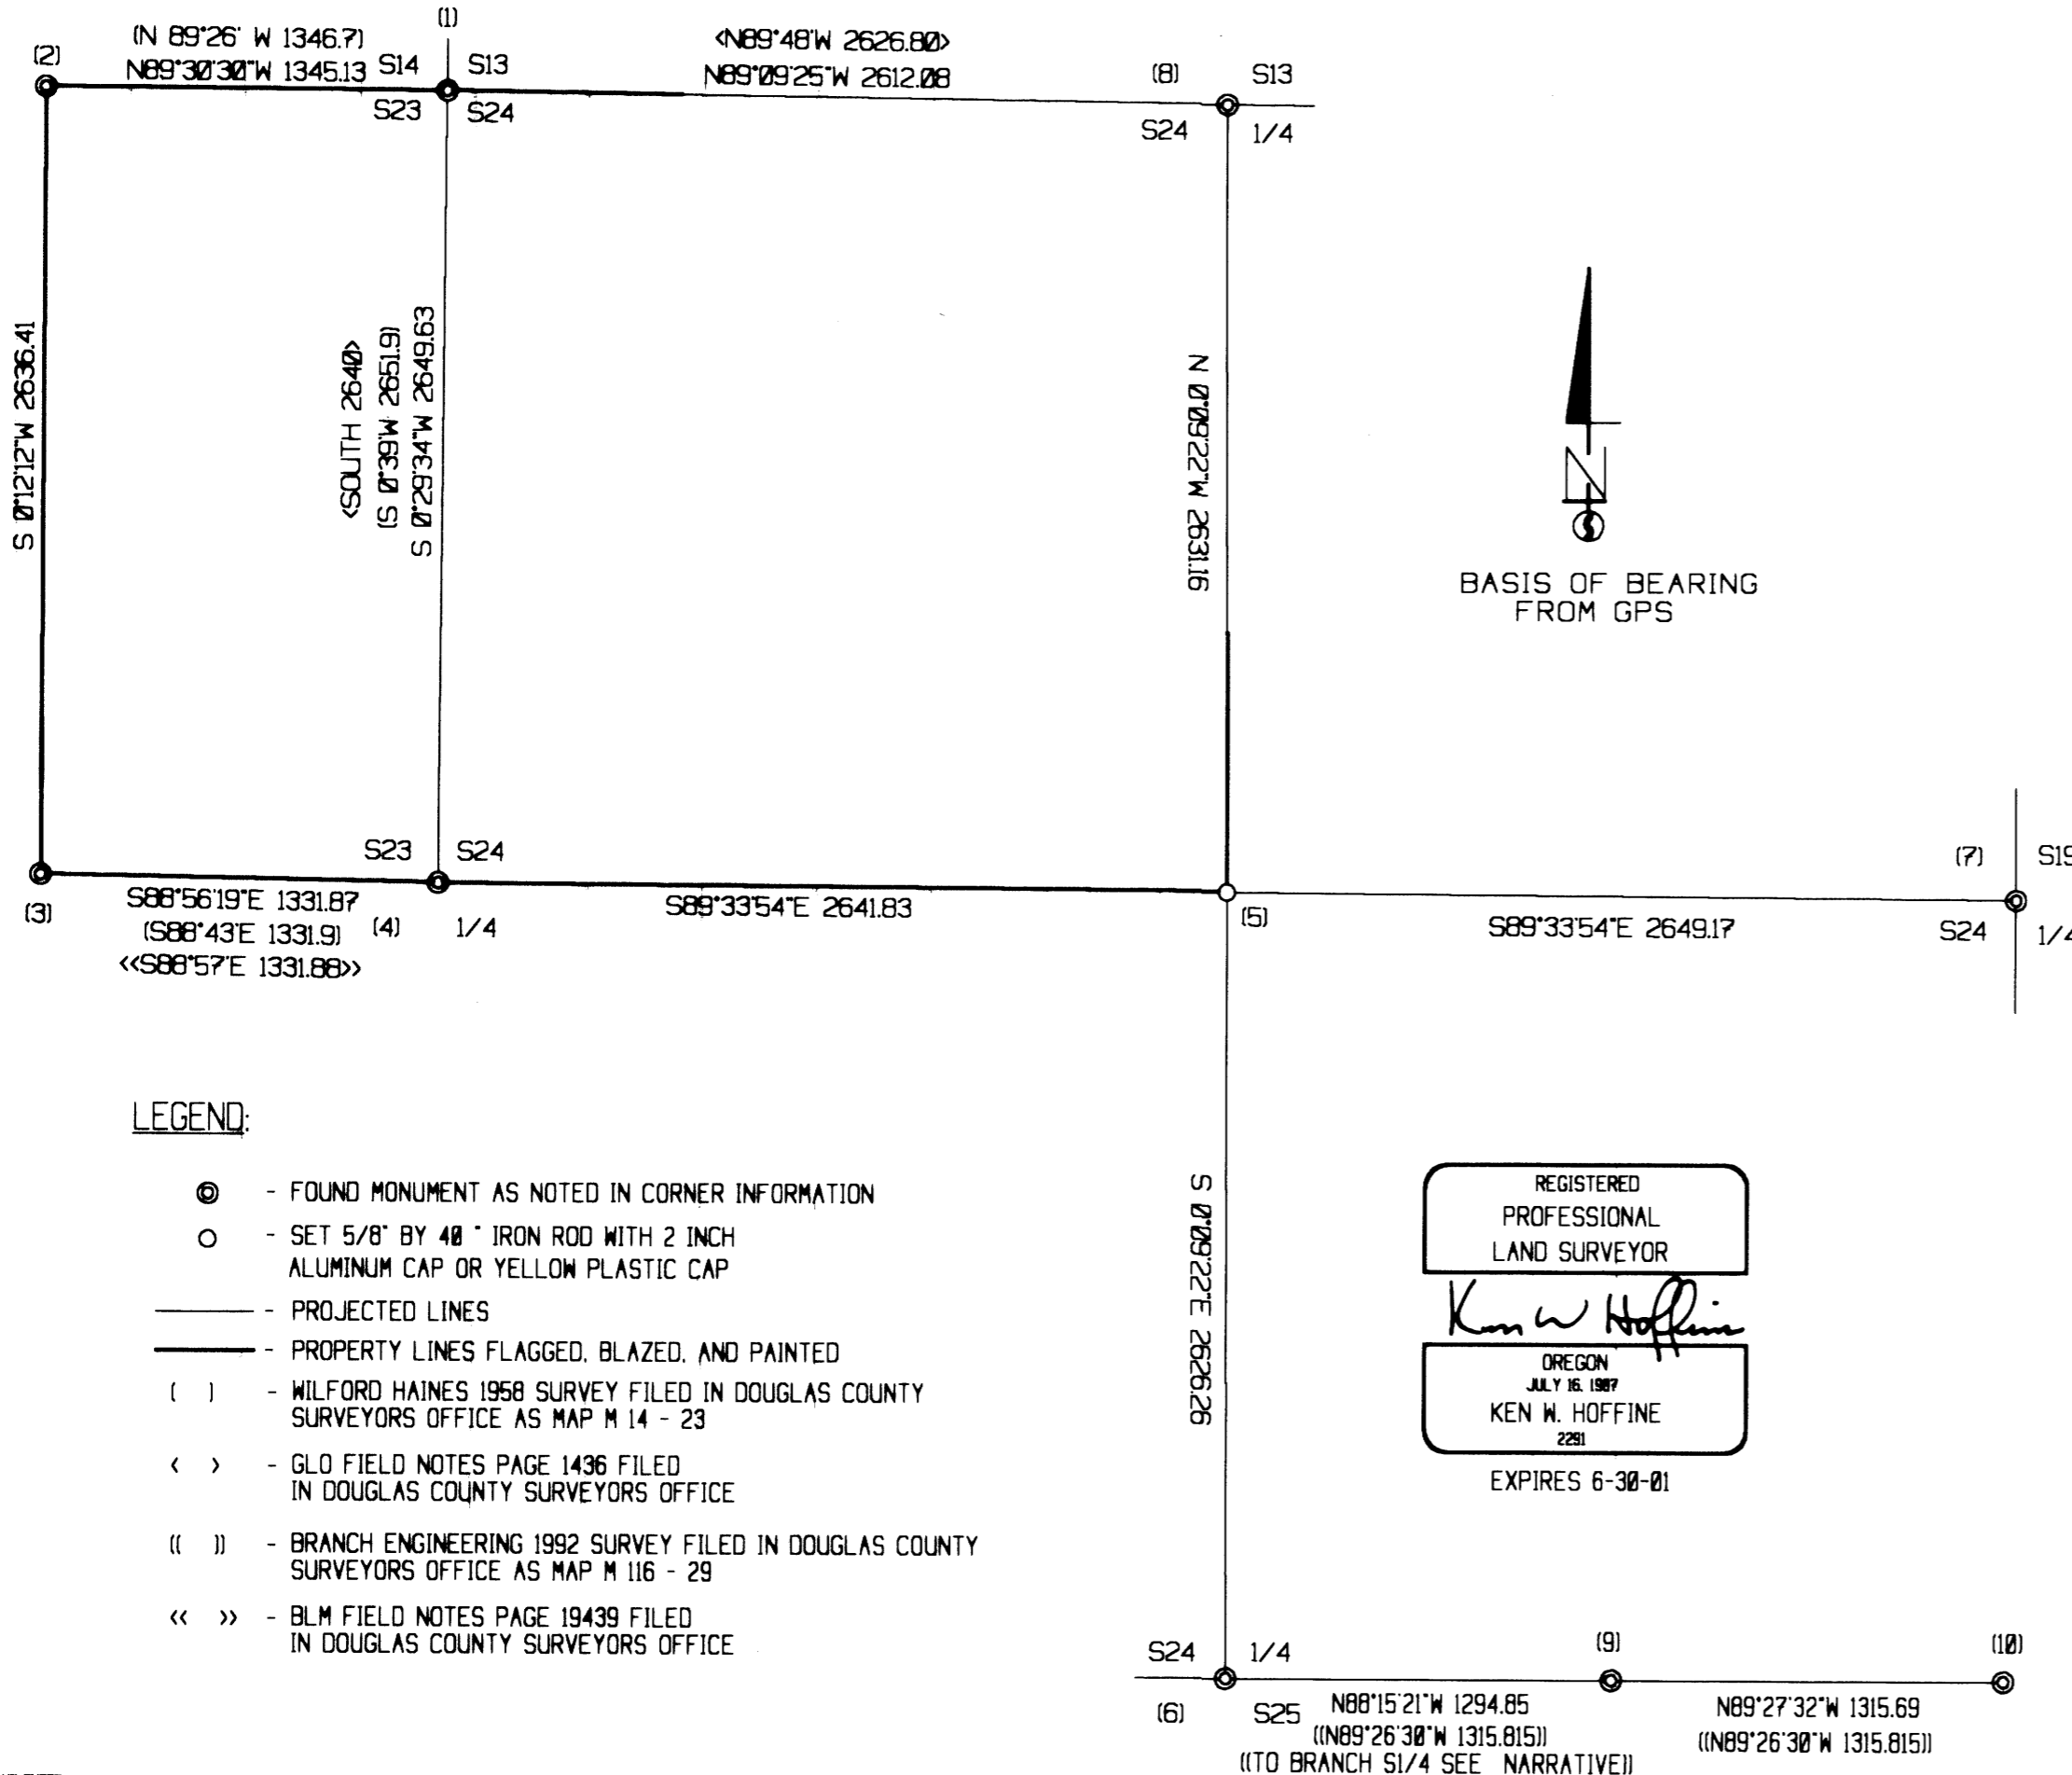 (1)
(N 89°26' W 1346.7)
<N89°48'W 2626.80>
(2)
N89°30'30"W 1345.13
S14
S13
N89°09'25"W 2612.08
(8)
S13
S23
S24
S24
1/4
S 0°12'12"W 2636.41
<SOUTH 2640>
(S 0°39'W 2651.9)
S 0°29'34"W 2649.63
N 0°09'22"W 2631.16
N
BASIS OF BEARING
FROM GPS
S23
S24
(7)
(3)
S88°56'19"E 1331.87
(S88°43'E 1331.9)
<<S88°57'E 1331.88>>
(4)
1/4
S89°33'54"E 2641.83
(5)
S89°33'54"E 2649.17
S24
LEGEND:
- FOUND MONUMENT AS NOTED IN CORNER INFORMATION
- SET 5/8" BY 40 " IRON ROD WITH 2 INCH
ALUMINUM CAP OR YELLOW PLASTIC CAP
- PROJECTED LINES
- PROPERTY LINES FLAGGED, BLAZED, AND PAINTED
( ) - WILFORD HAINES 1958 SURVEY FILED IN DOUGLAS COUNTY
SURVEYORS OFFICE AS MAP M 14 - 23
< > - GLO FIELD NOTES PAGE 1436 FILED
IN DOUGLAS COUNTY SURVEYORS OFFICE
(( )) - BRANCH ENGINEERING 1992 SURVEY FILED IN DOUGLAS COUNTY
SURVEYORS OFFICE AS MAP M 116 - 29
<< >> - BLM FIELD NOTES PAGE 19439 FILED
IN DOUGLAS COUNTY SURVEYORS OFFICE
S 0°09'22"E 2626.26
REGISTERED
PROFESSIONAL
LAND SURVEYOR
Ken W Hoffine
OREGON
JULY 16, 1987
KEN W. HOFFINE
2291
EXPIRES 6-30-01
S24
1/4
(9)
(10)
(6)
S25
N88°15'21"W 1294.85
((N89°26'30"W 1315.815))
((TO BRANCH S1/4 SEE NARRATIVE))
N89°27'32"W 1315.69
((N89°26'30"W 1315.815))